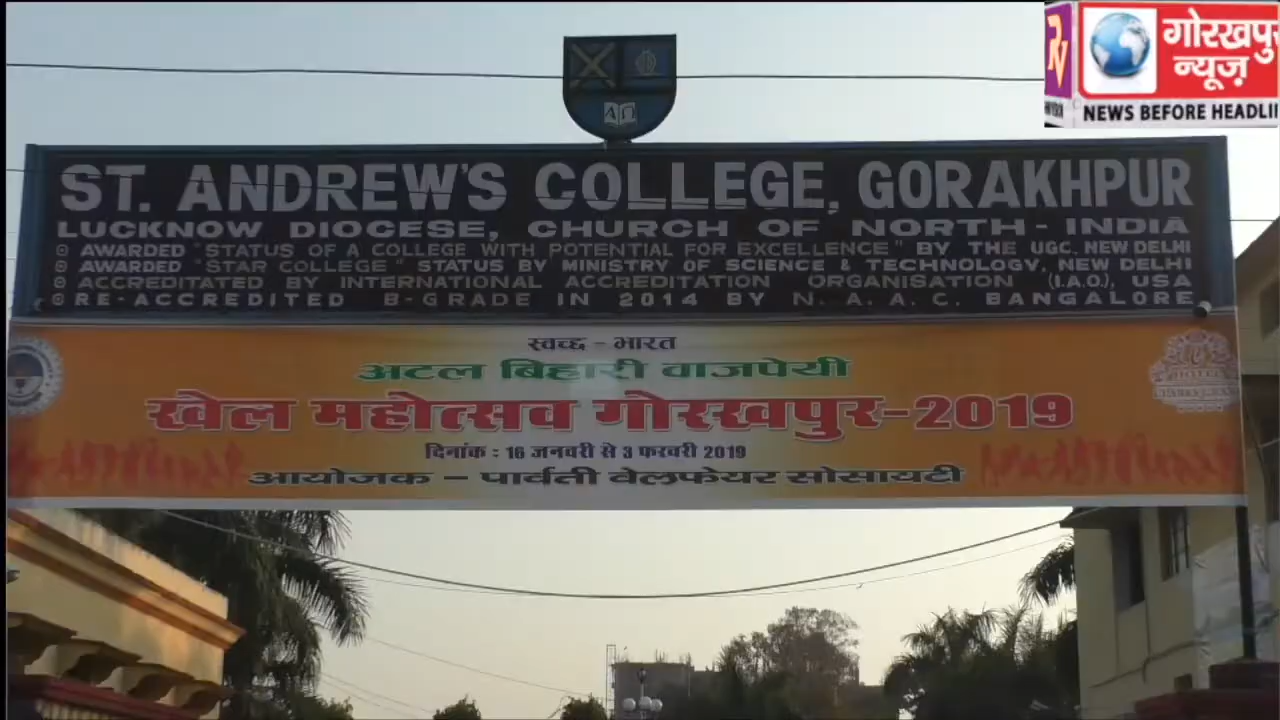 गोरखपुर
न्यूज़
NEWS BEFORE HEADLI
ΑΩ
ST. ANDREW'S COLLEGE, GORAKHPUR
LUCKNOW DIOCESE, CHURCH OF NORTH - INDIA
AWARDED "STATUS OF A COLLEGE WITH POTENTIAL FOR EXCELLENCE" BY THE UGC, NEW DELHI
AWARDED "STAR COLLEGE" STATUS BY MINISTRY OF SCIENCE & TECHNOLOGY, NEW DELHI
ACCREDITATED BY INTERNATIONAL ACCREDITATION ORGANISATION (I.A.O.), USA
RE-ACCREDITED B-GRADE IN 2014 BY N. A. A. C. BANGALORE
स्वच्छ - भारत
अटल बिहारी वाजपेयी
खेल महोत्सव गोरखपुर-2019
दिनांक : 16 जनवरी से 3 फरवरी 2019
आयोजक - पार्वती वेलफेयर सोसायटी